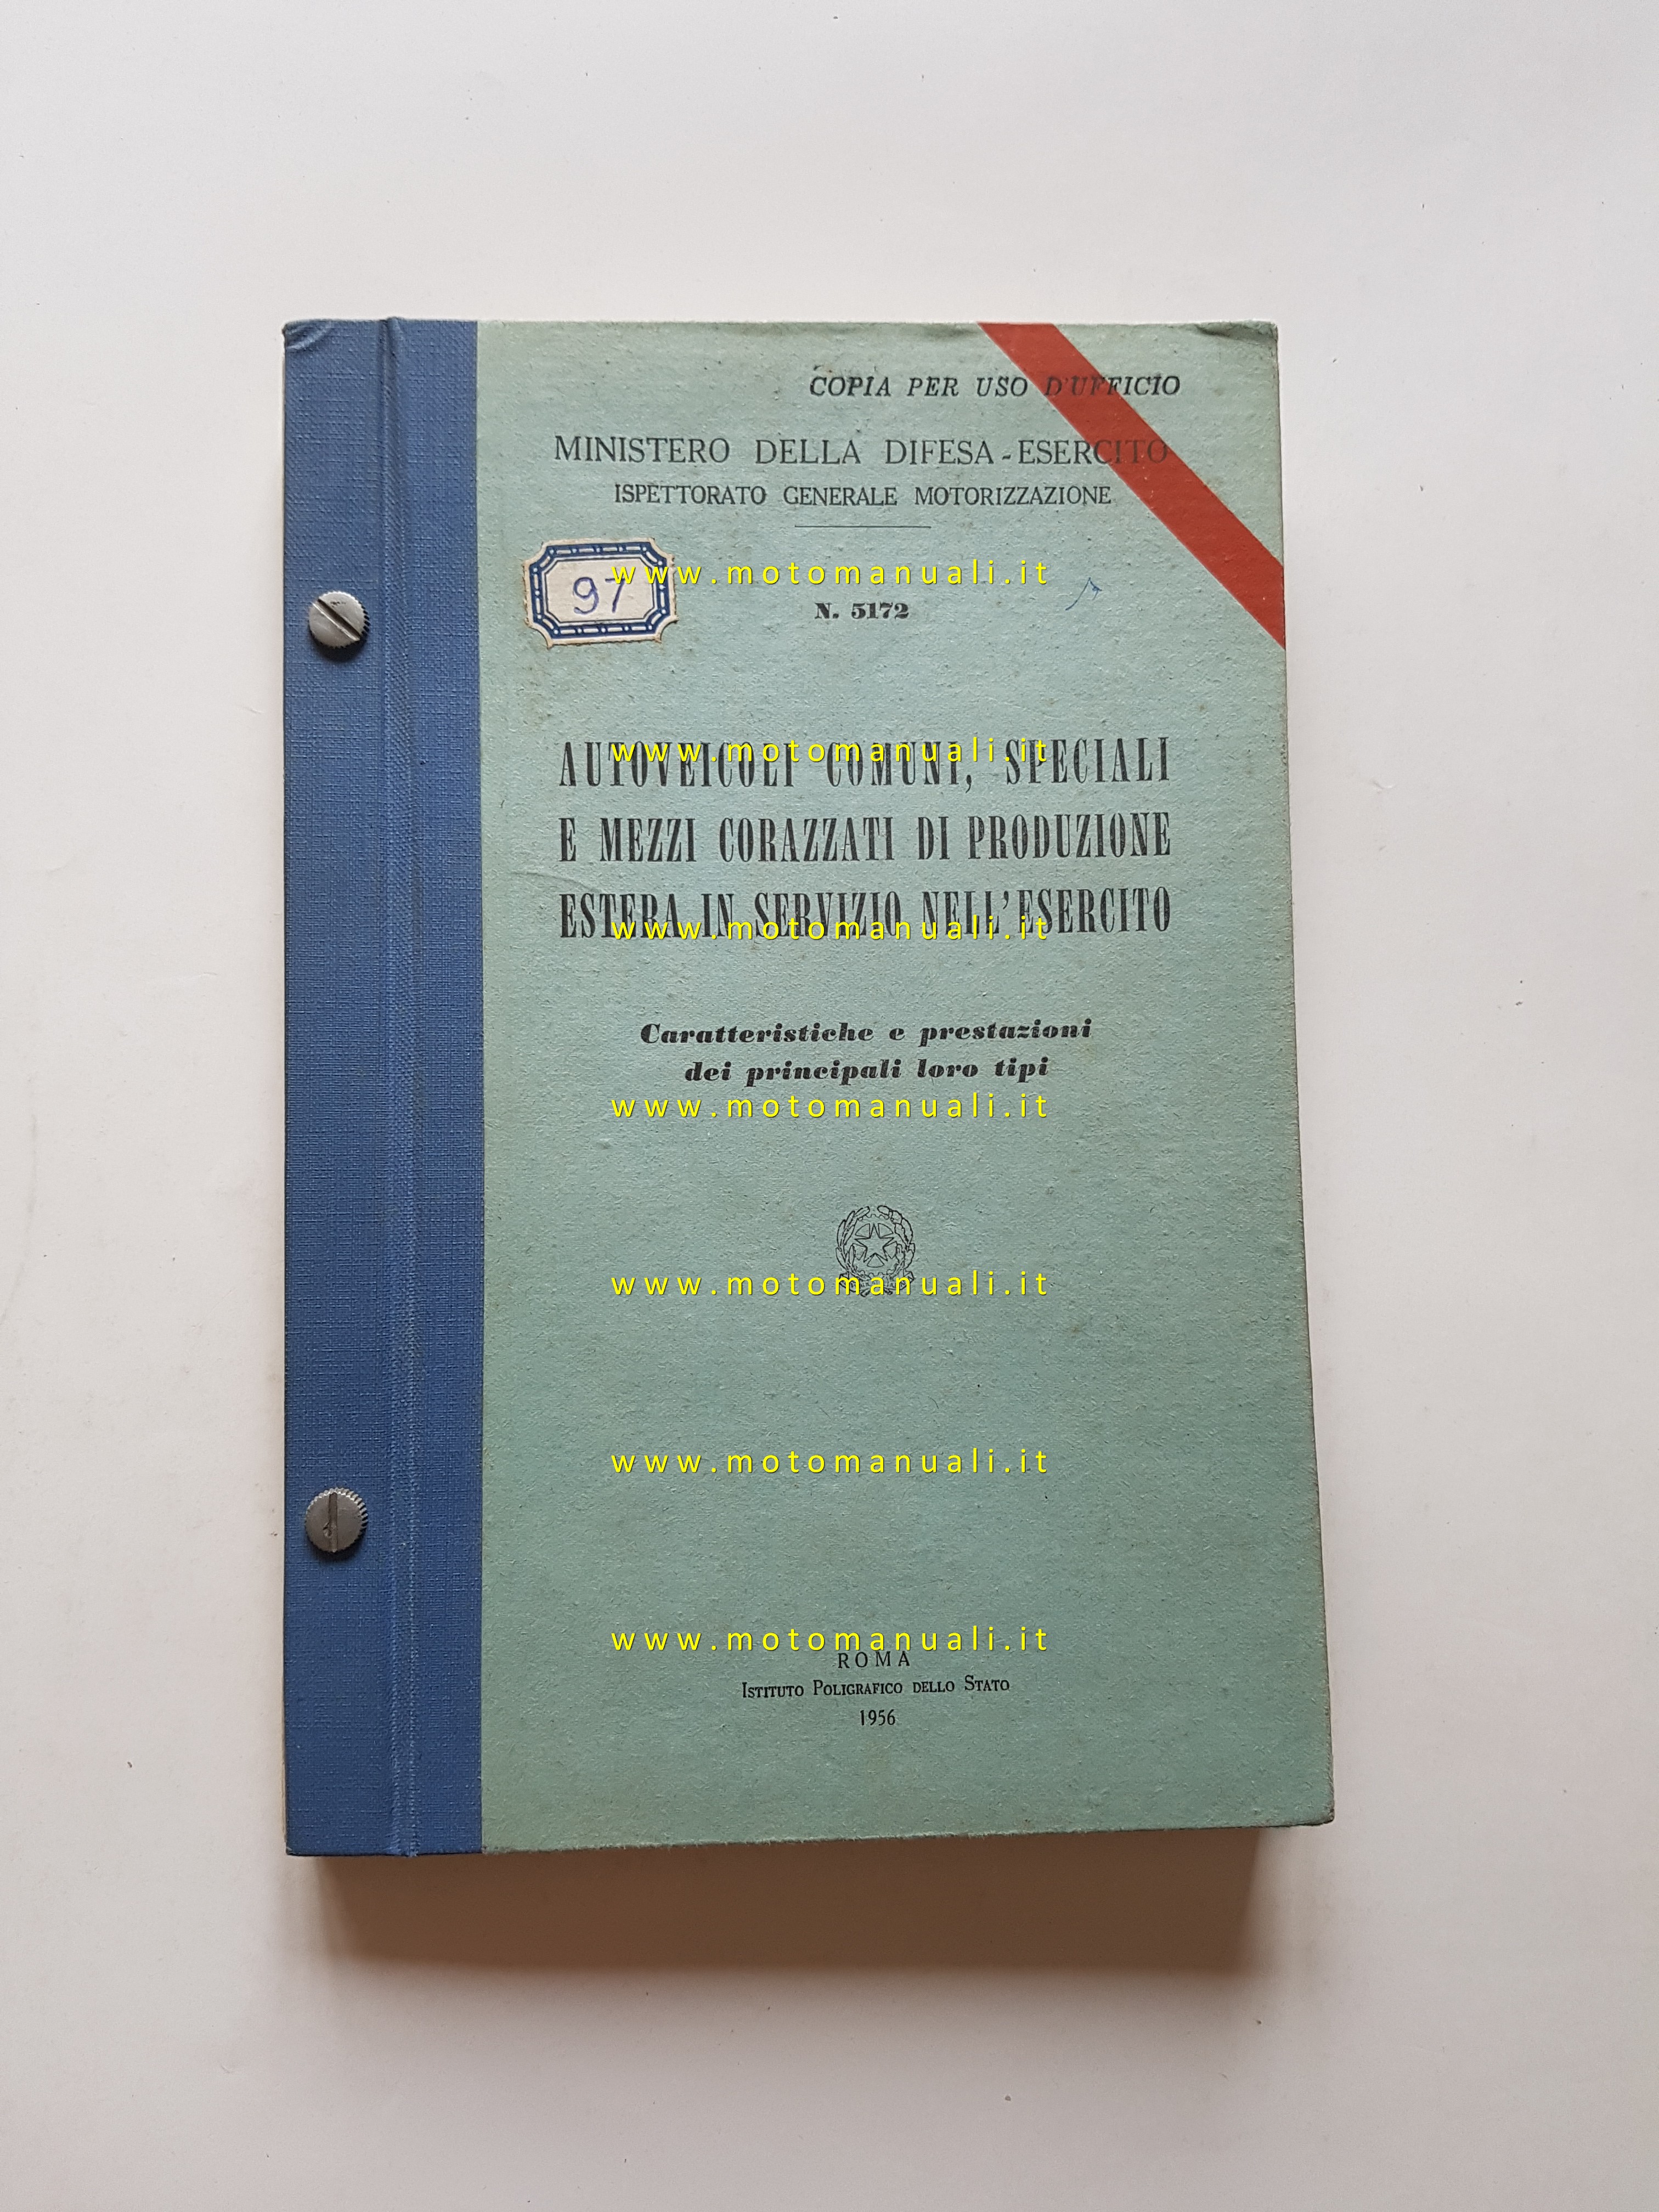 COPIA PER USO D'UFFICIO
MINISTERO DELLA DIFESA - ESERCITO
ISPETTORATO GENERALE MOTORIZZAZIONE
97
www.motomanuali.it
N. 5172
www.motomanuali.it
AUTOVEICOLI COMUNI, SPECIALI
E MEZZI CORAZZATI DI PRODUZIONE
ESTERA IN SERVIZIO NELL'ESERCITO
www.motomanuali.it
Caratteristiche e prestazioni
dei principali loro tipi
www.motomanuali.it
www.motomanuali.it
www.motomanuali.it
www.motomanuali.it
ROMA
ISTITUTO POLIGRAFICO DELLO STATO
1956